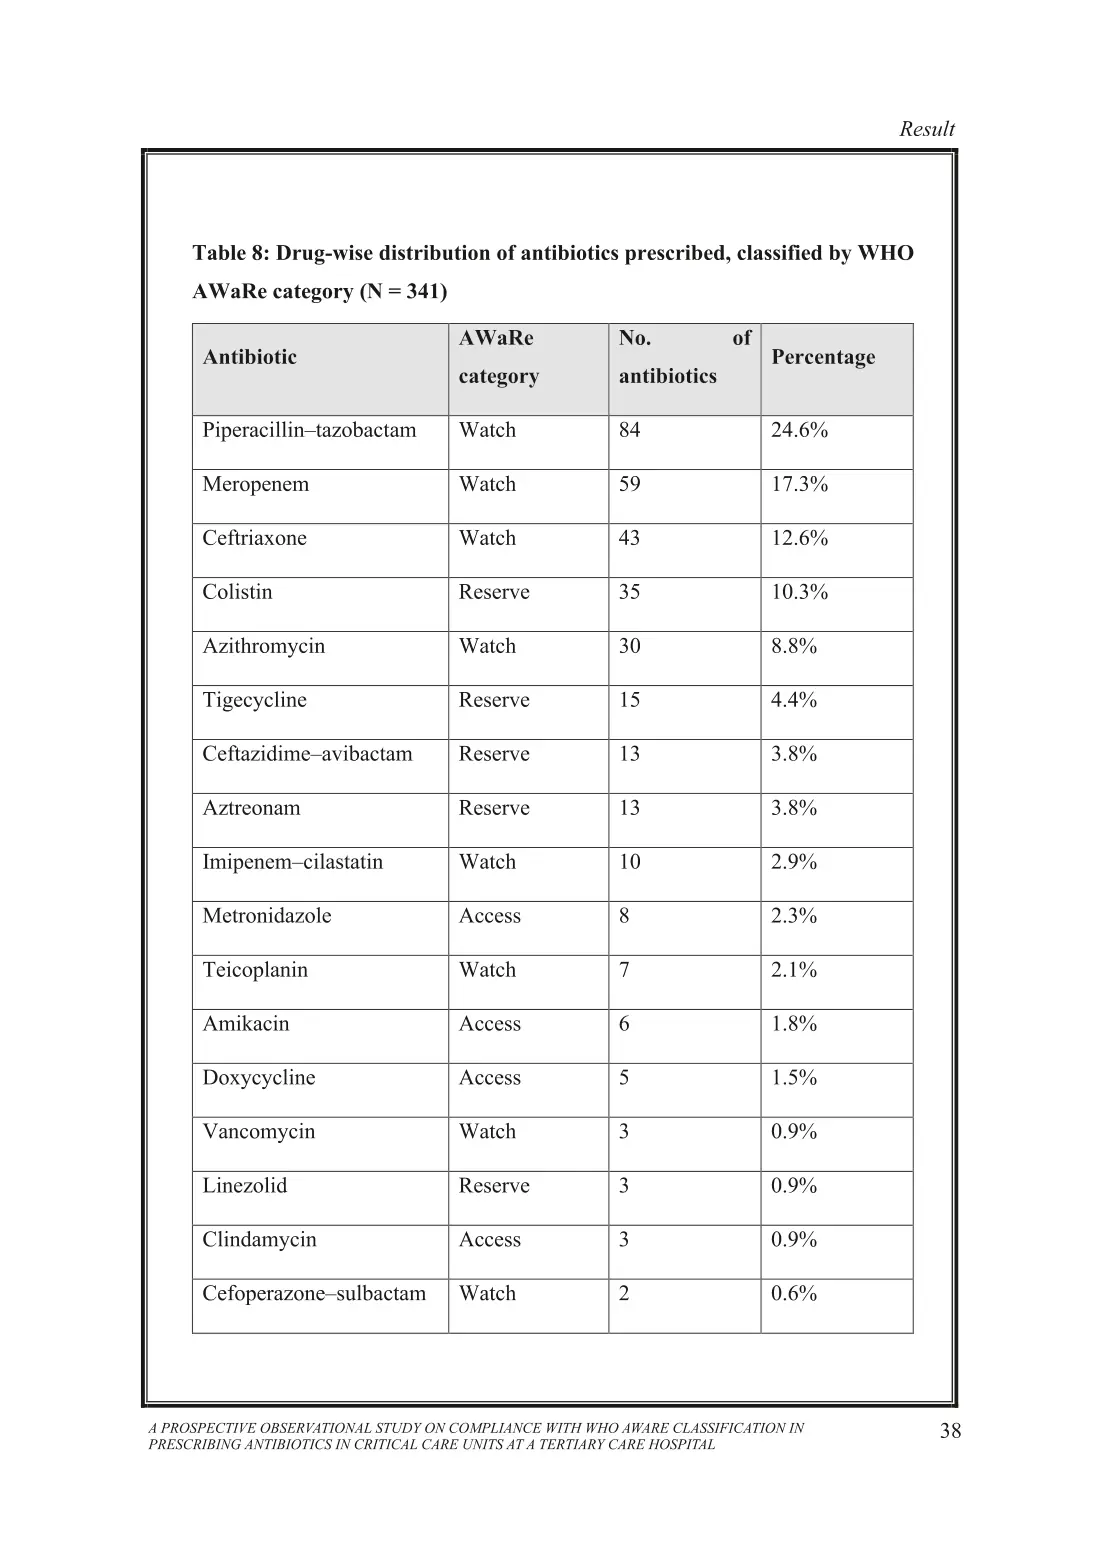 Result
Table 8: Drug-wise distribution of antibiotics prescribed, classified by WHO
AWaRe category (N = 341)
Antibiotic AWaRe category No. of antibiotics Percentage
Piperacillin–tazobactam Watch 84 24.6%
Meropenem Watch 59 17.3%
Ceftriaxone Watch 43 12.6%
Colistin Reserve 35 10.3%
Azithromycin Watch 30 8.8%
Tigecycline Reserve 15 4.4%
Ceftazidime–avibactam Reserve 13 3.8%
Aztreonam Reserve 13 3.8%
Imipenem–cilastatin Watch 10 2.9%
Metronidazole Access 8 2.3%
Teicoplanin Watch 7 2.1%
Amikacin Access 6 1.8%
Doxycycline Access 5 1.5%
Vancomycin Watch 3 0.9%
Linezolid Reserve 3 0.9%
Clindamycin Access 3 0.9%
Cefoperazone–sulbactam Watch 2 0.6%
A PROSPECTIVE OBSERVATIONAL STUDY ON COMPLIANCE WITH WHO AWARE CLASSIFICATION IN
PRESCRIBING ANTIBIOTICS IN CRITICAL CARE UNITS AT A TERTIARY CARE HOSPITAL
38